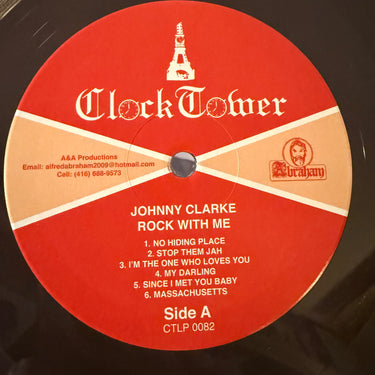 Clock Tower
A&A Productions
Email: alfredabraham2009@hotmail.com
Cell: (416) 688-9573
Abraham
JOHNNY CLARKE
ROCK WITH ME
1. NO HIDING PLACE
2. STOP THEM JAH
3. I'M THE ONE WHO LOVES YOU
4. MY DARLING
5. SINCE I MET YOU BABY
6. MASSACHUSETTS
Side A
CTLP 0082